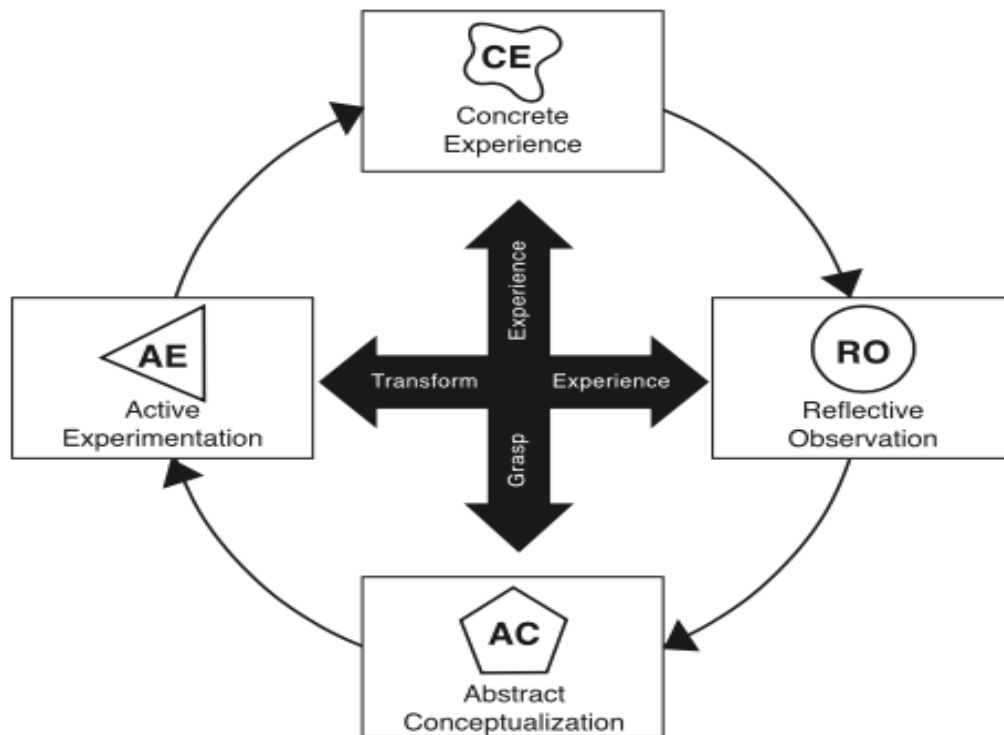 CE
Concrete
Experience
AE
Active
Experimentation
Experience
Transform
Experience
Grasp
RO
Reflective
Observation
AC
Abstract
Conceptualization